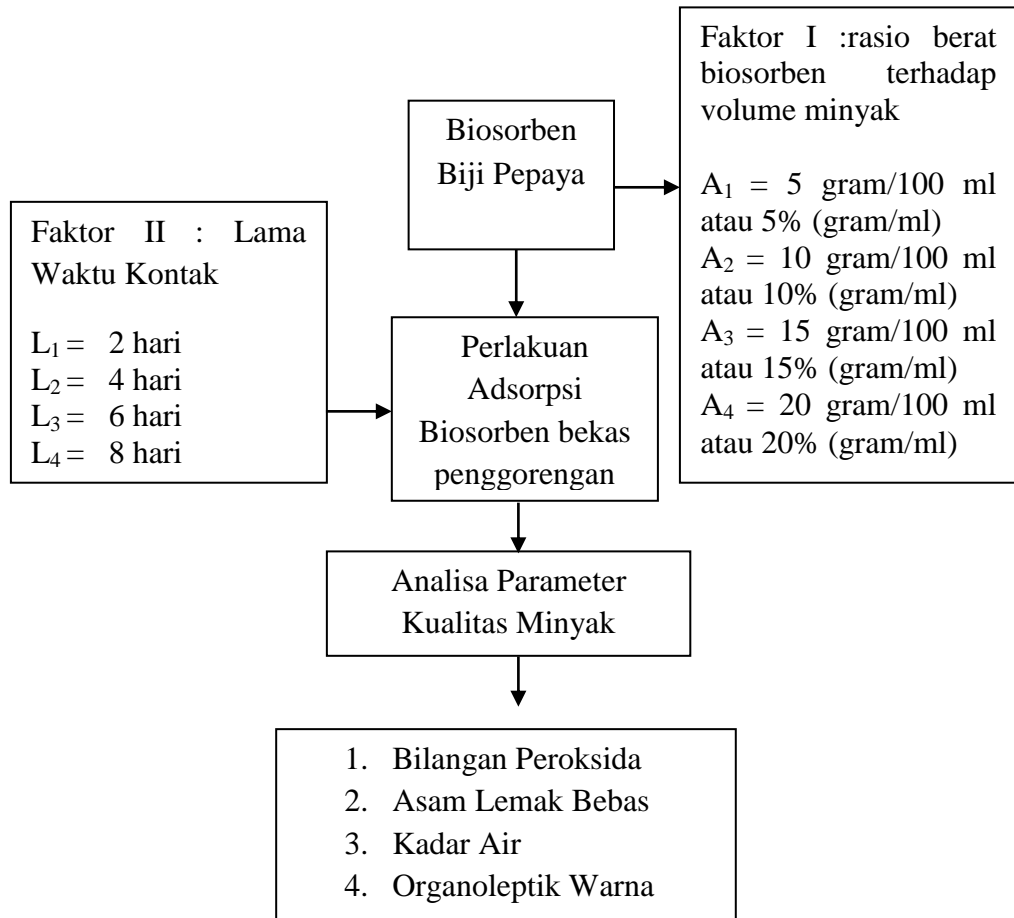 Biosorben
Biji Pepaya
Faktor I :rasio berat
biosorben terhadap
volume minyak
A₁ = 5 gram/100 ml
atau 5% (gram/ml)
A₂ = 10 gram/100 ml
atau 10% (gram/ml)
A₃ = 15 gram/100 ml
atau 15% (gram/ml)
A₄ = 20 gram/100 ml
atau 20% (gram/ml)
Faktor II : Lama
Waktu Kontak
L₁ = 2 hari
L₂ = 4 hari
L₃ = 6 hari
L₄ = 8 hari
Perlakuan
Adsorpsi
Biosorben bekas
penggorengan
Analisa Parameter
Kualitas Minyak
1. Bilangan Peroksida
2. Asam Lemak Bebas
3. Kadar Air
4. Organoleptik Warna